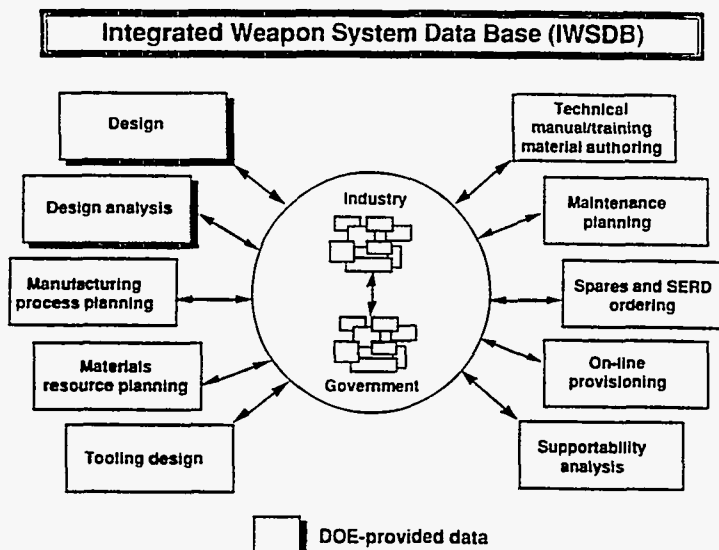 Integrated Weapon System Data Base (IWSDB)
Design
Design analysis
Manufacturing
process planning
Materials
resource planning
Tooling design
Industry
Government
Technical
manual/training
material authoring
Maintenance
planning
Spares and SERD
ordering
On-line
provisioning
Supportability
analysis
DOE-provided data